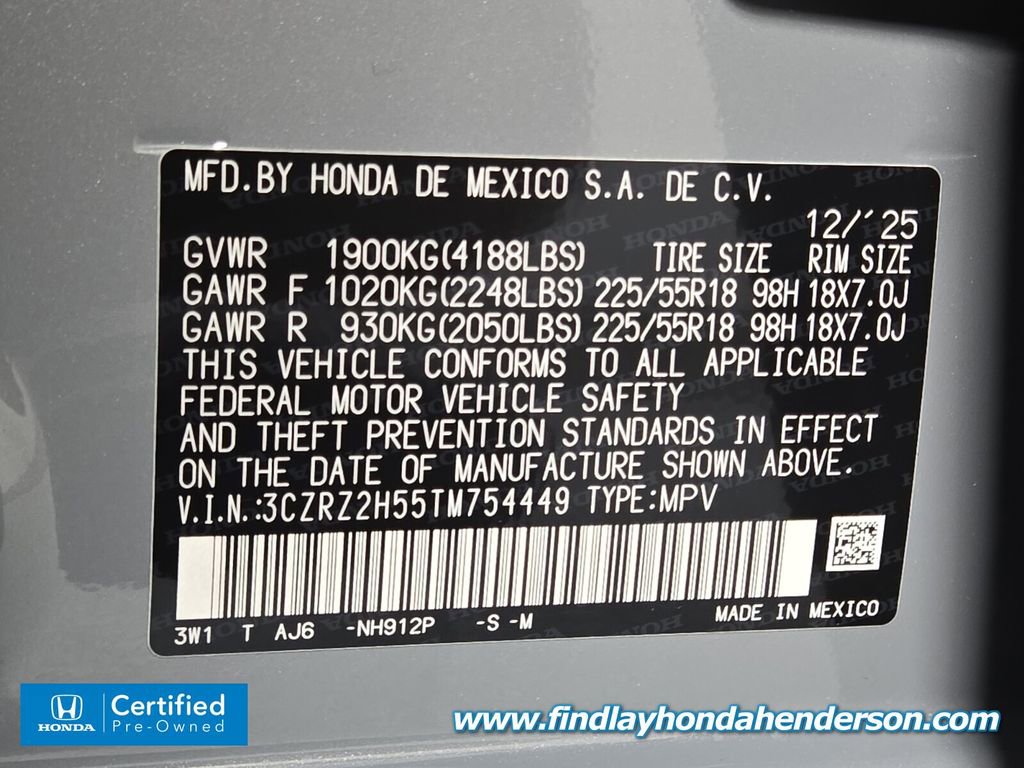 MFD.BY HONDA DE MEXICO S.A. DE C.V.
12/´25
GVWR 1900KG(4188LBS) TIRE SIZE RIM SIZE
GAWR F 1020KG(2248LBS) 225/55R18 98H 18X7.0J
GAWR R 930KG(2050LBS) 225/55R18 98H 18X7.0J
THIS VEHICLE CONFORMS TO ALL APPLICABLE
FEDERAL MOTOR VEHICLE SAFETY
AND THEFT PREVENTION STANDARDS IN EFFECT
ON THE DATE OF MANUFACTURE SHOWN ABOVE.
V.I.N.:3CZRZ2H55TM754449 TYPE:MPV
3W1 T AJ6 -NH912P -S -M MADE IN MEXICO
HONDA
Certified
Pre-Owned
www.findlayhondahenderson.com